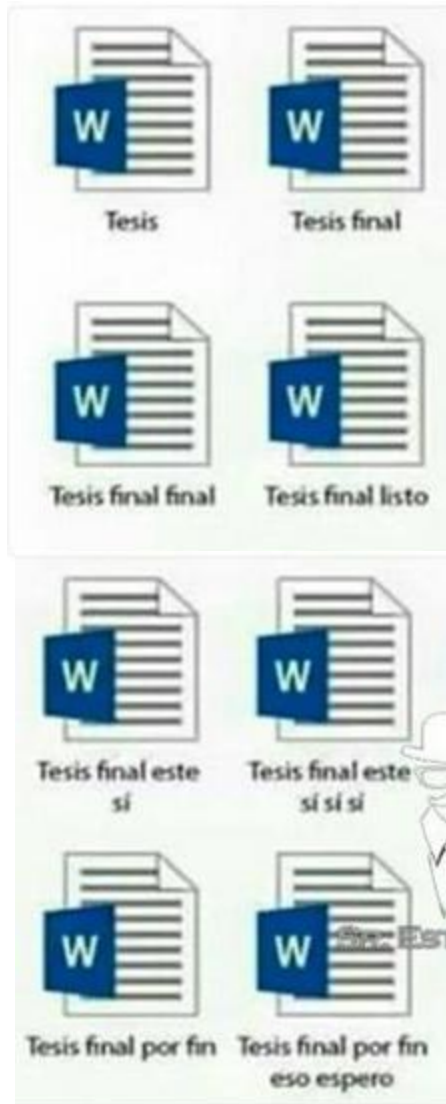 W W
Tesis Tesis final
W W
Tesis final final Tesis final listo
W W
Tesis final este Tesis final este
sí sí sí sí
W W
Tesis final por fin Tesis final por fin
eso espero